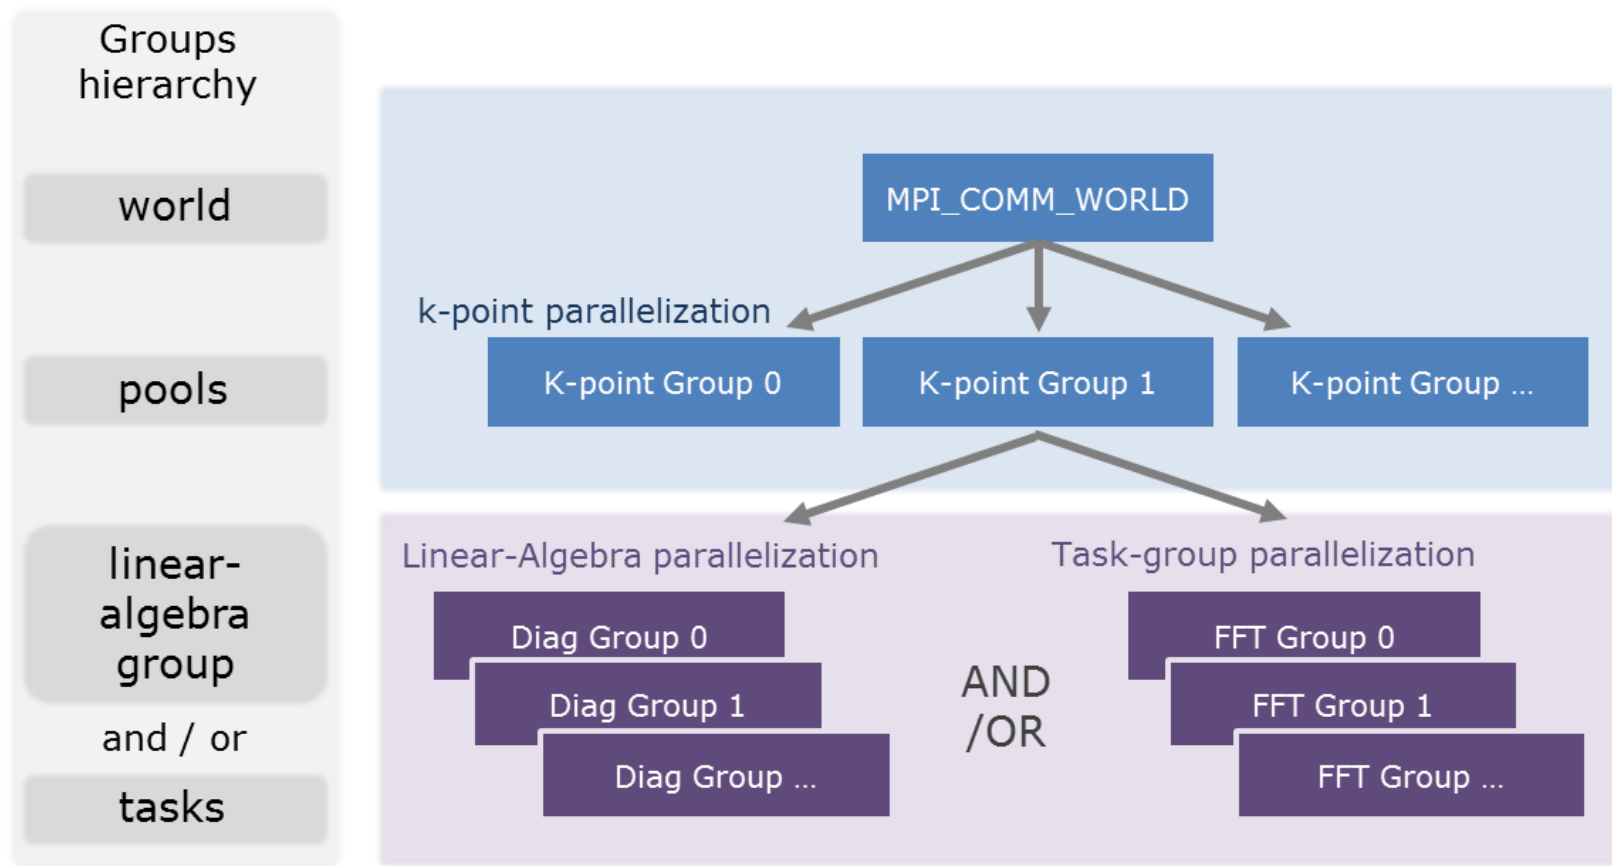 Groups
hierarchy
world
pools
linear-
algebra
group
and / or
tasks
MPI_COMM_WORLD
k-point parallelization
K-point Group 0
K-point Group 1
K-point Group ...
Linear-Algebra parallelization
Diag Group 0
Diag Group 1
Diag Group ...
AND
/OR
Task-group parallelization
FFT Group 0
FFT Group 1
FFT Group ...